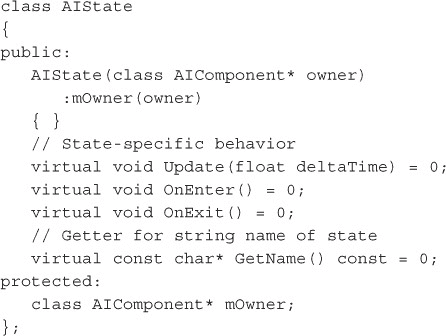 class AIState
{
public:
   AIState(class AIComponent* owner)
      :mOwner(owner)
   { }
   // State-specific behavior
   virtual void Update(float deltaTime) = 0;
   virtual void OnEnter() = 0;
   virtual void OnExit() = 0;
   // Getter for string name of state
   virtual const char* GetName() const = 0;
protected:
   class AIComponent* mOwner;
};